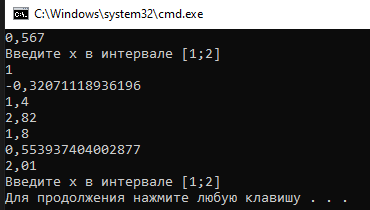 C:\Windows\system32\cmd.exe
0,567
Введите x в интервале [1;2]
1
-0,32071118936196
1,4
2,82
1,8
0,553937404002877
2,01
Введите x в интервале [1;2]
Для продолжения нажмите любую клавишу . . .